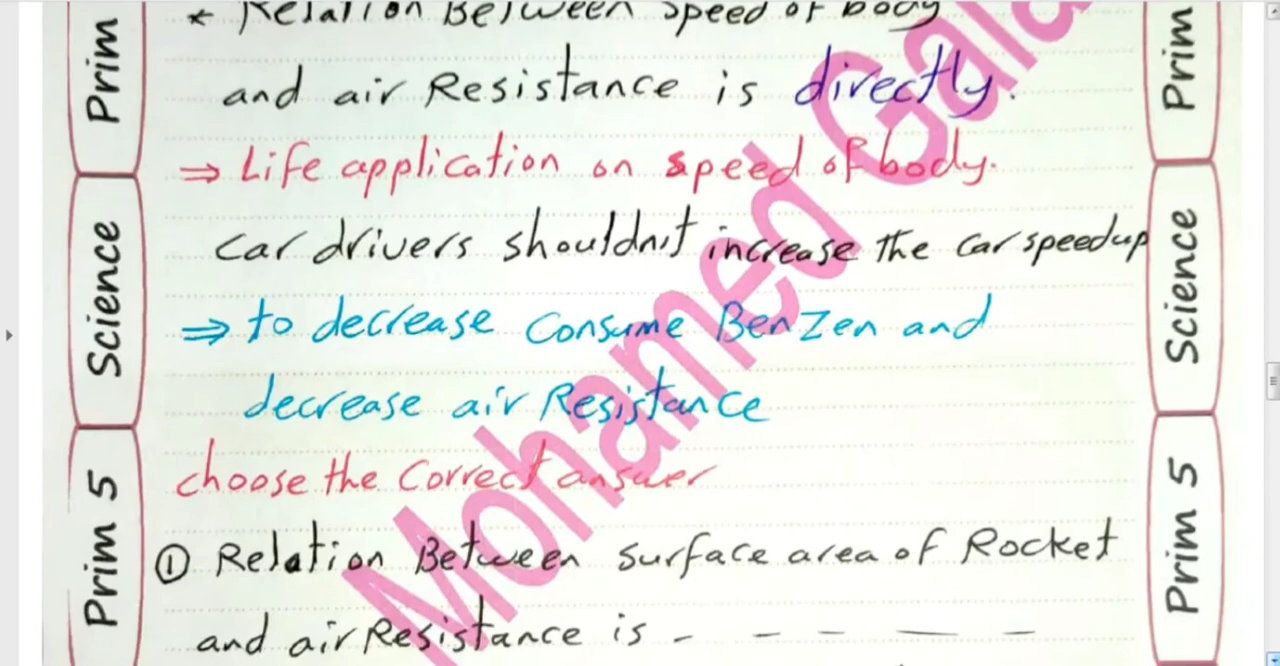 * Relation Between speed of body
and air Resistance is directly.
⇒ Life application on speed of body.
Car drivers shouldn't increase the car speedup
⇒ to decrease Consume Benzen and
decrease air Resistance
choose the Correct answer
① Relation Between surface area of Rocket
and air Resistance is - - - - -
Prim
Science
Prim 5
Prim
Science
Prim 5
Mohamed